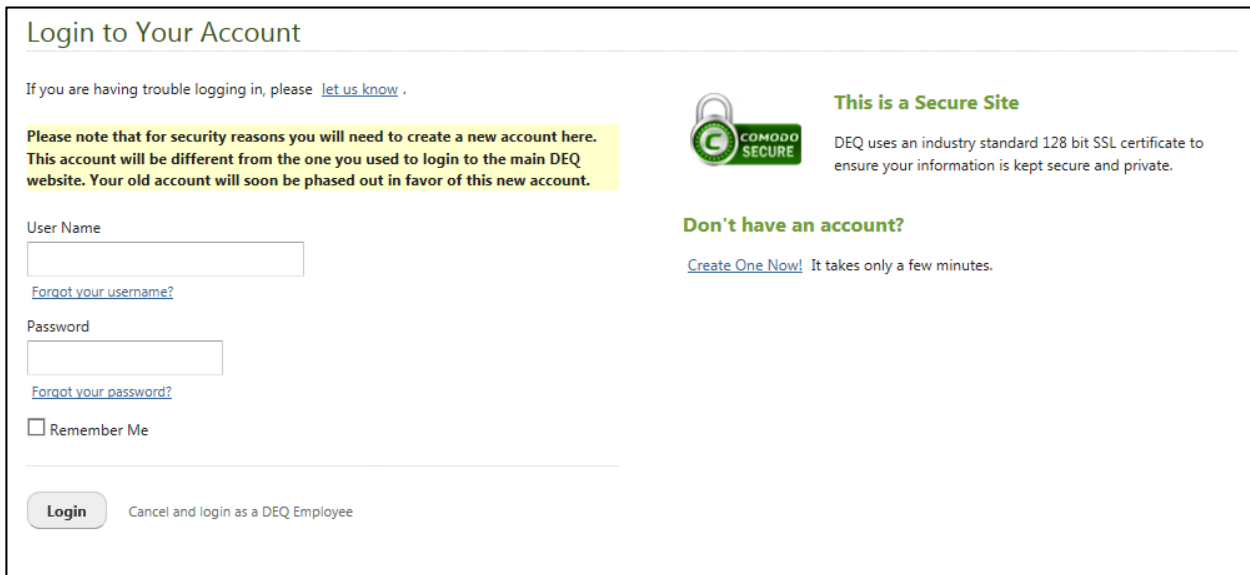 Login to Your Account
If you are having trouble logging in, please let us know .
Please note that for security reasons you will need to create a new account here.
This account will be different from the one you used to login to the main DEQ
website. Your old account will soon be phased out in favor of this new account.
User Name
Forgot your username?
Password
Forgot your password?
Remember Me
Login Cancel and login as a DEQ Employee
C COMODO
SECURE
This is a Secure Site
DEQ uses an industry standard 128 bit SSL certificate to
ensure your information is kept secure and private.
Don't have an account?
Create One Now! It takes only a few minutes.